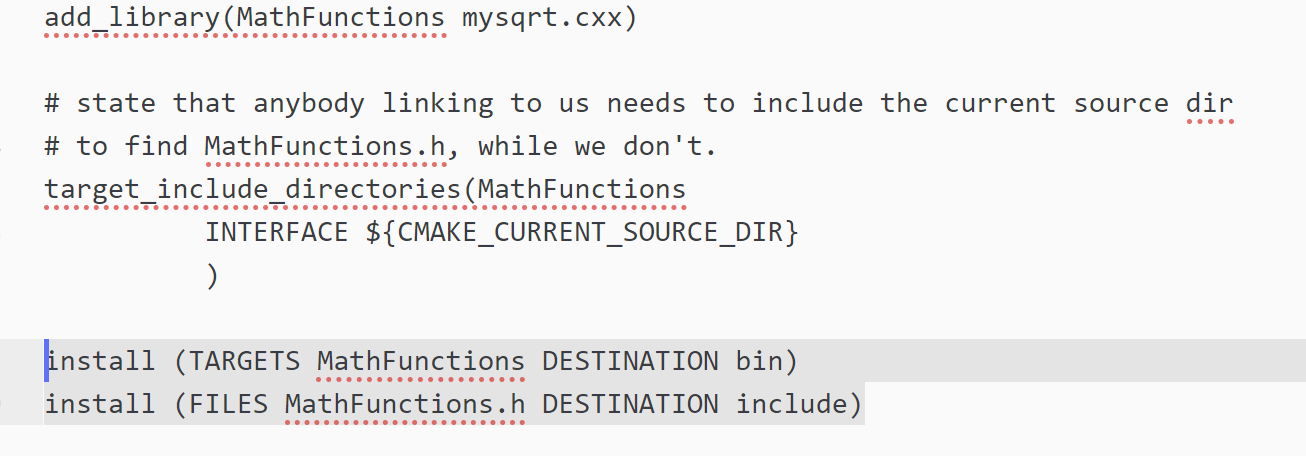 add_library(MathFunctions mysqrt.cxx)
# state that anybody linking to us needs to include the current source dir
# to find MathFunctions.h, while we don't.
target_include_directories(MathFunctions
INTERFACE ${CMAKE_CURRENT_SOURCE_DIR}
)
install (TARGETS MathFunctions DESTINATION bin)
install (FILES MathFunctions.h DESTINATION include)